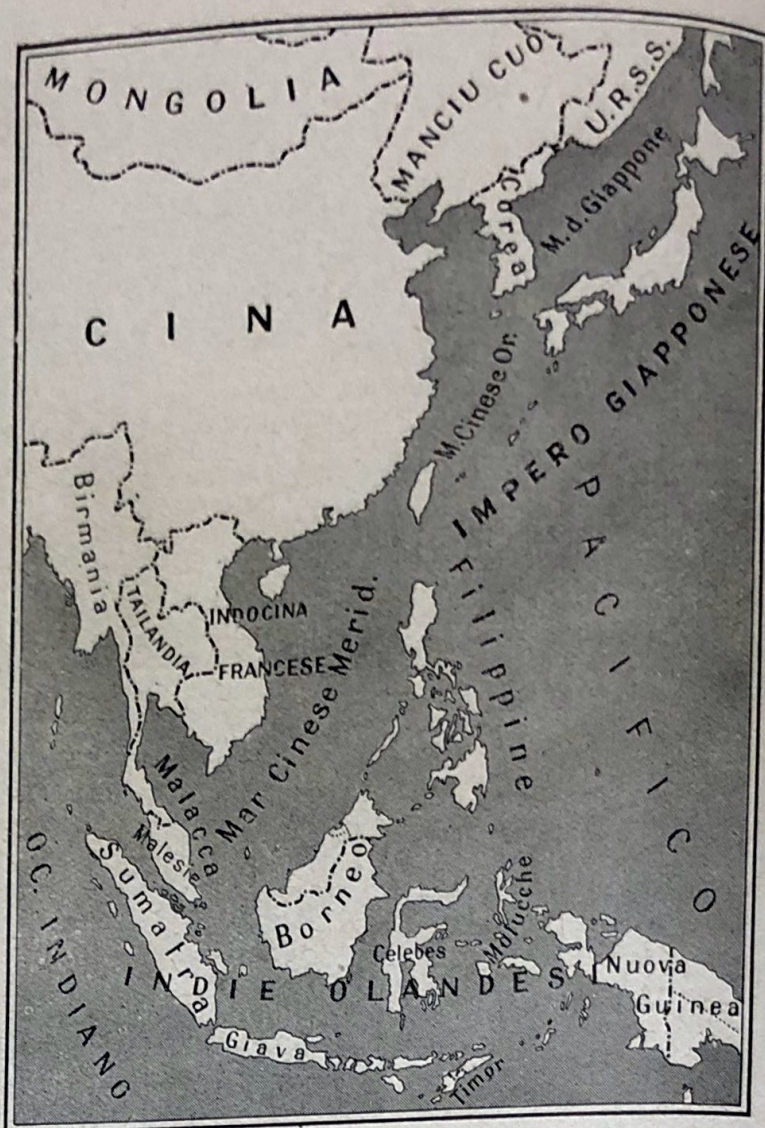 MONGOLIA
MANCIU CUO
U.R.S.S.
Corea
M. d. Giappone
CINA
IMPERO GIAPPONESE
M. Cinese Or.
PACIFICO
Birmania
TAILANDIA
INDOCINA
FRANCESE
Filippine
Mar Cinese Merid.
Malacca
Malesia
OC. INDIANO
Sumatra
Borneo
Celebes
Molucche
INDIE OLANDESI
Nuova
Guinea
Giava
Timor